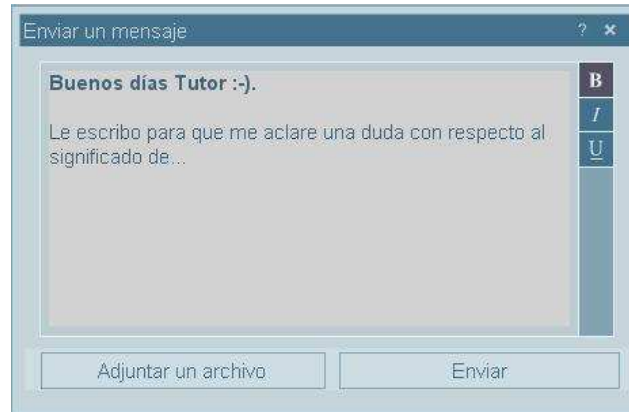 Enviar un mensaje ? ×
Buenos días Tutor :-).
Le escribo para que me aclare una duda con respecto al
significado de...
B
I
U
Adjuntar un archivo
Enviar